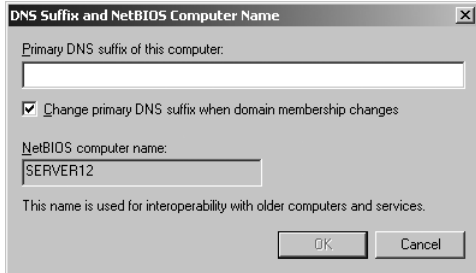 DNS Suffix and NetBIOS Computer Name
Primary DNS suffix of this computer:
Change primary DNS suffix when domain membership changes
NetBIOS computer name:
SERVER12
This name is used for interoperability with older computers and services.
OK Cancel